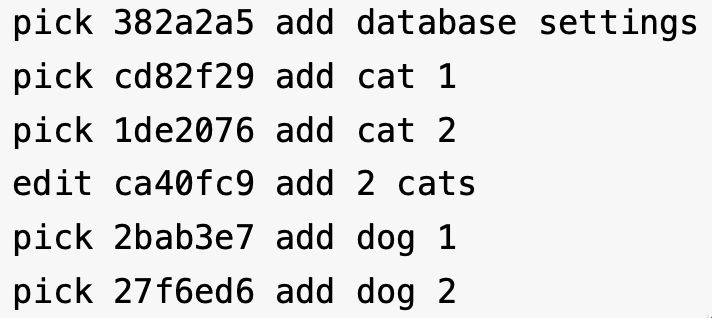 pick 382a2a5 add database settings
pick cd82f29 add cat 1
pick 1de2076 add cat 2
edit ca40fc9 add 2 cats
pick 2bab3e7 add dog 1
pick 27f6ed6 add dog 2